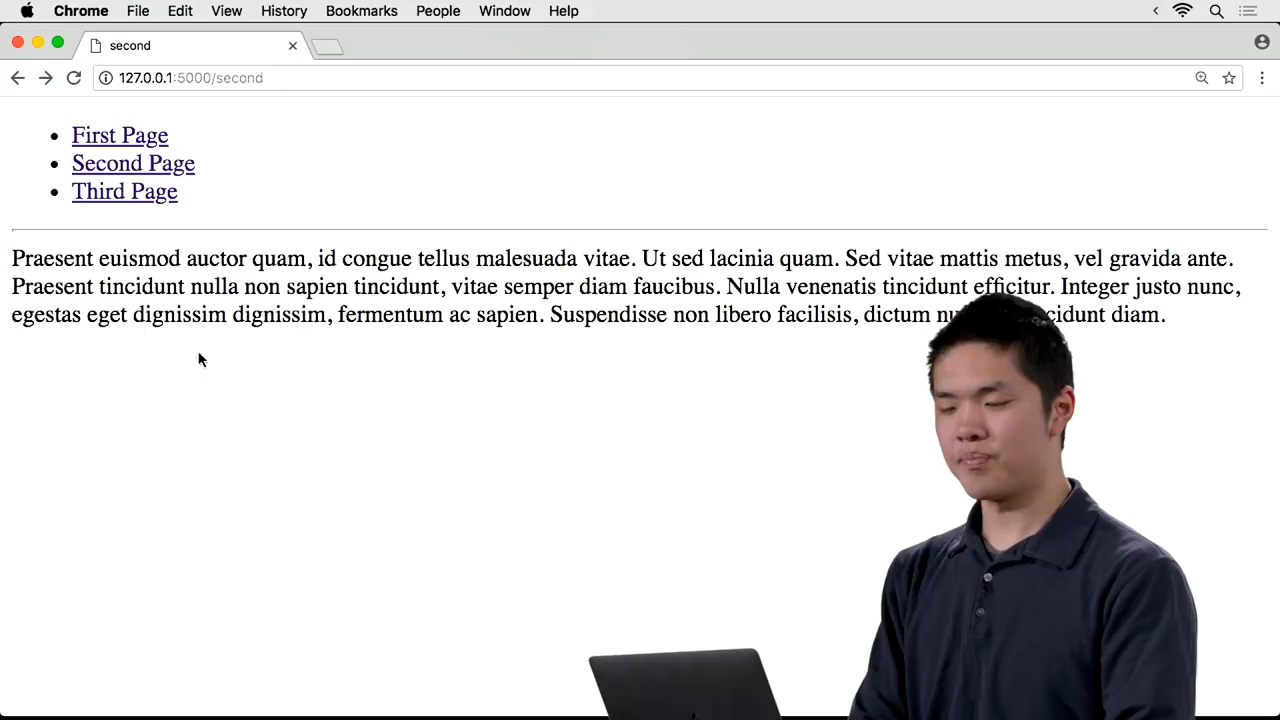 Chrome File Edit View History Bookmarks People Window Help
second
127.0.0.1:5000/second
First Page
Second Page
Third Page
Praesent euismod auctor quam, id congue tellus malesuada vitae. Ut sed lacinia quam. Sed vitae mattis metus, vel gravida ante.
Praesent tincidunt nulla non sapien tincidunt, vitae semper diam faucibus. Nulla venenatis tincidunt efficitur. Integer justo nunc,
egestas eget dignissim dignissim, fermentum ac sapien. Suspendisse non libero facilisis, dictum diam.